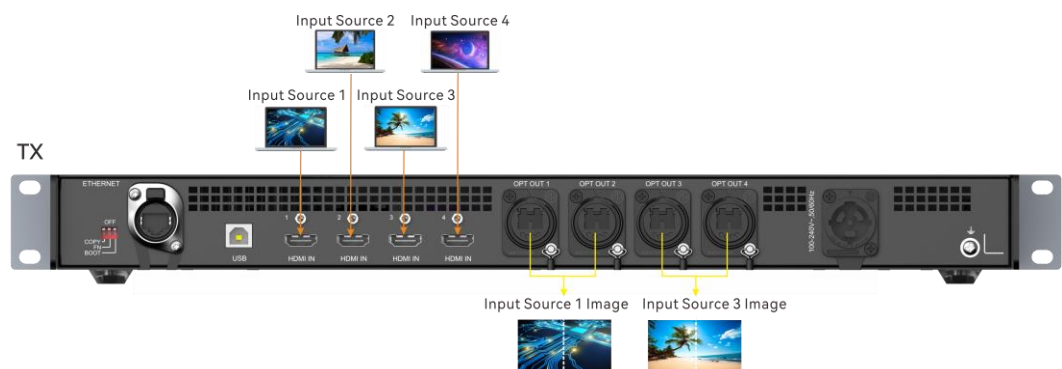 Input Source 2
Input Source 4
Input Source 1
Input Source 3
TX
ETHERNET
OPT OUT 1
OPT OUT 2
OPT OUT 3
OPT OUT 4
OFF
COPY
FN
BOOT
1
2
3
4
USB
HDMI IN
HDMI IN
HDMI IN
HDMI IN
100-240V~,50/60Hz
Input Source 1 Image
Input Source 3 Image